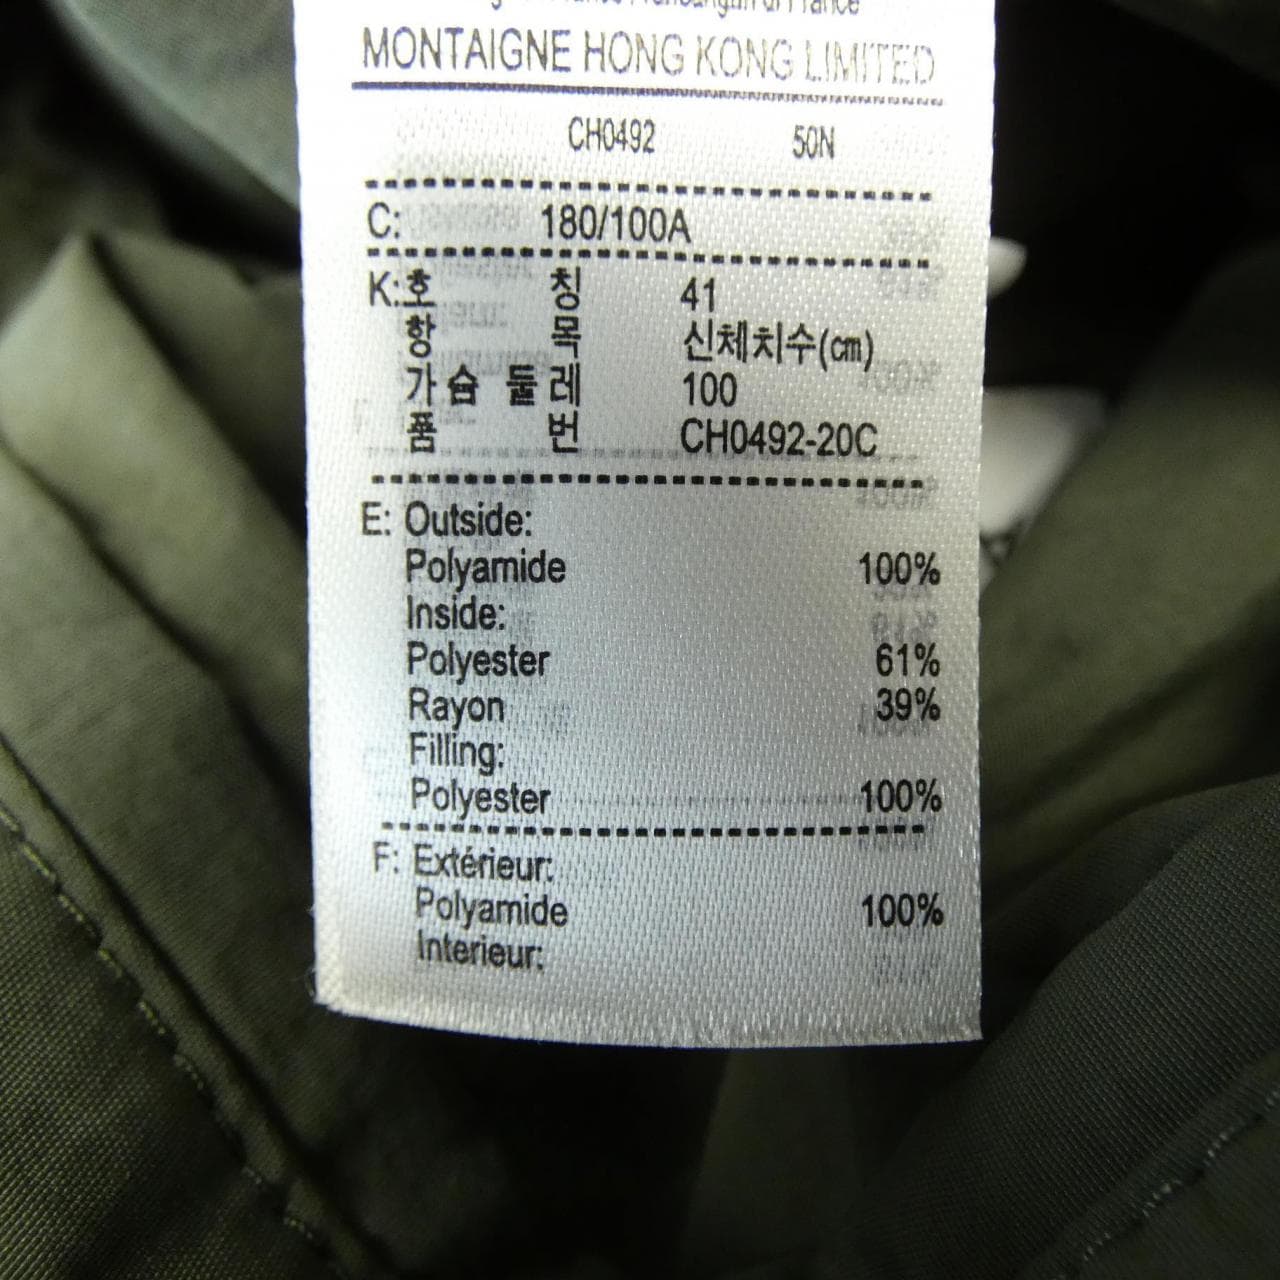 MONTAIGNE HONG KONG LIMITED
CH0492 50N
C: 180/100A
K: 호 칭 41
항 목 신체치수(cm)
가 슴 둘 레 100
품 번 CH0492-20C
E: Outside:
Polyamide 100%
Inside:
Polyester 61%
Rayon 39%
Filling:
Polyester 100%
F: Extérieur:
Polyamide 100%
Interieur: